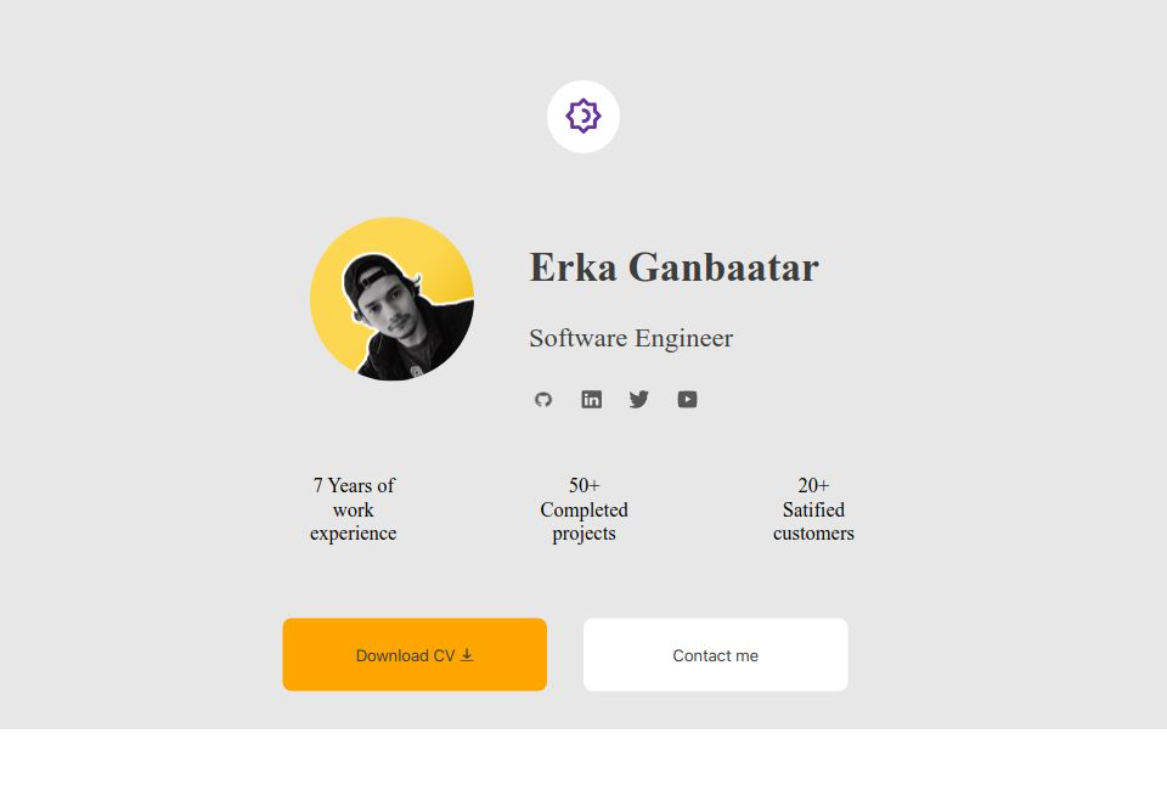 Erka Ganbaatar
Software Engineer
7 Years of
work
experience
50+
Completed
projects
20+
Satified
customers
Download CV
Contact me